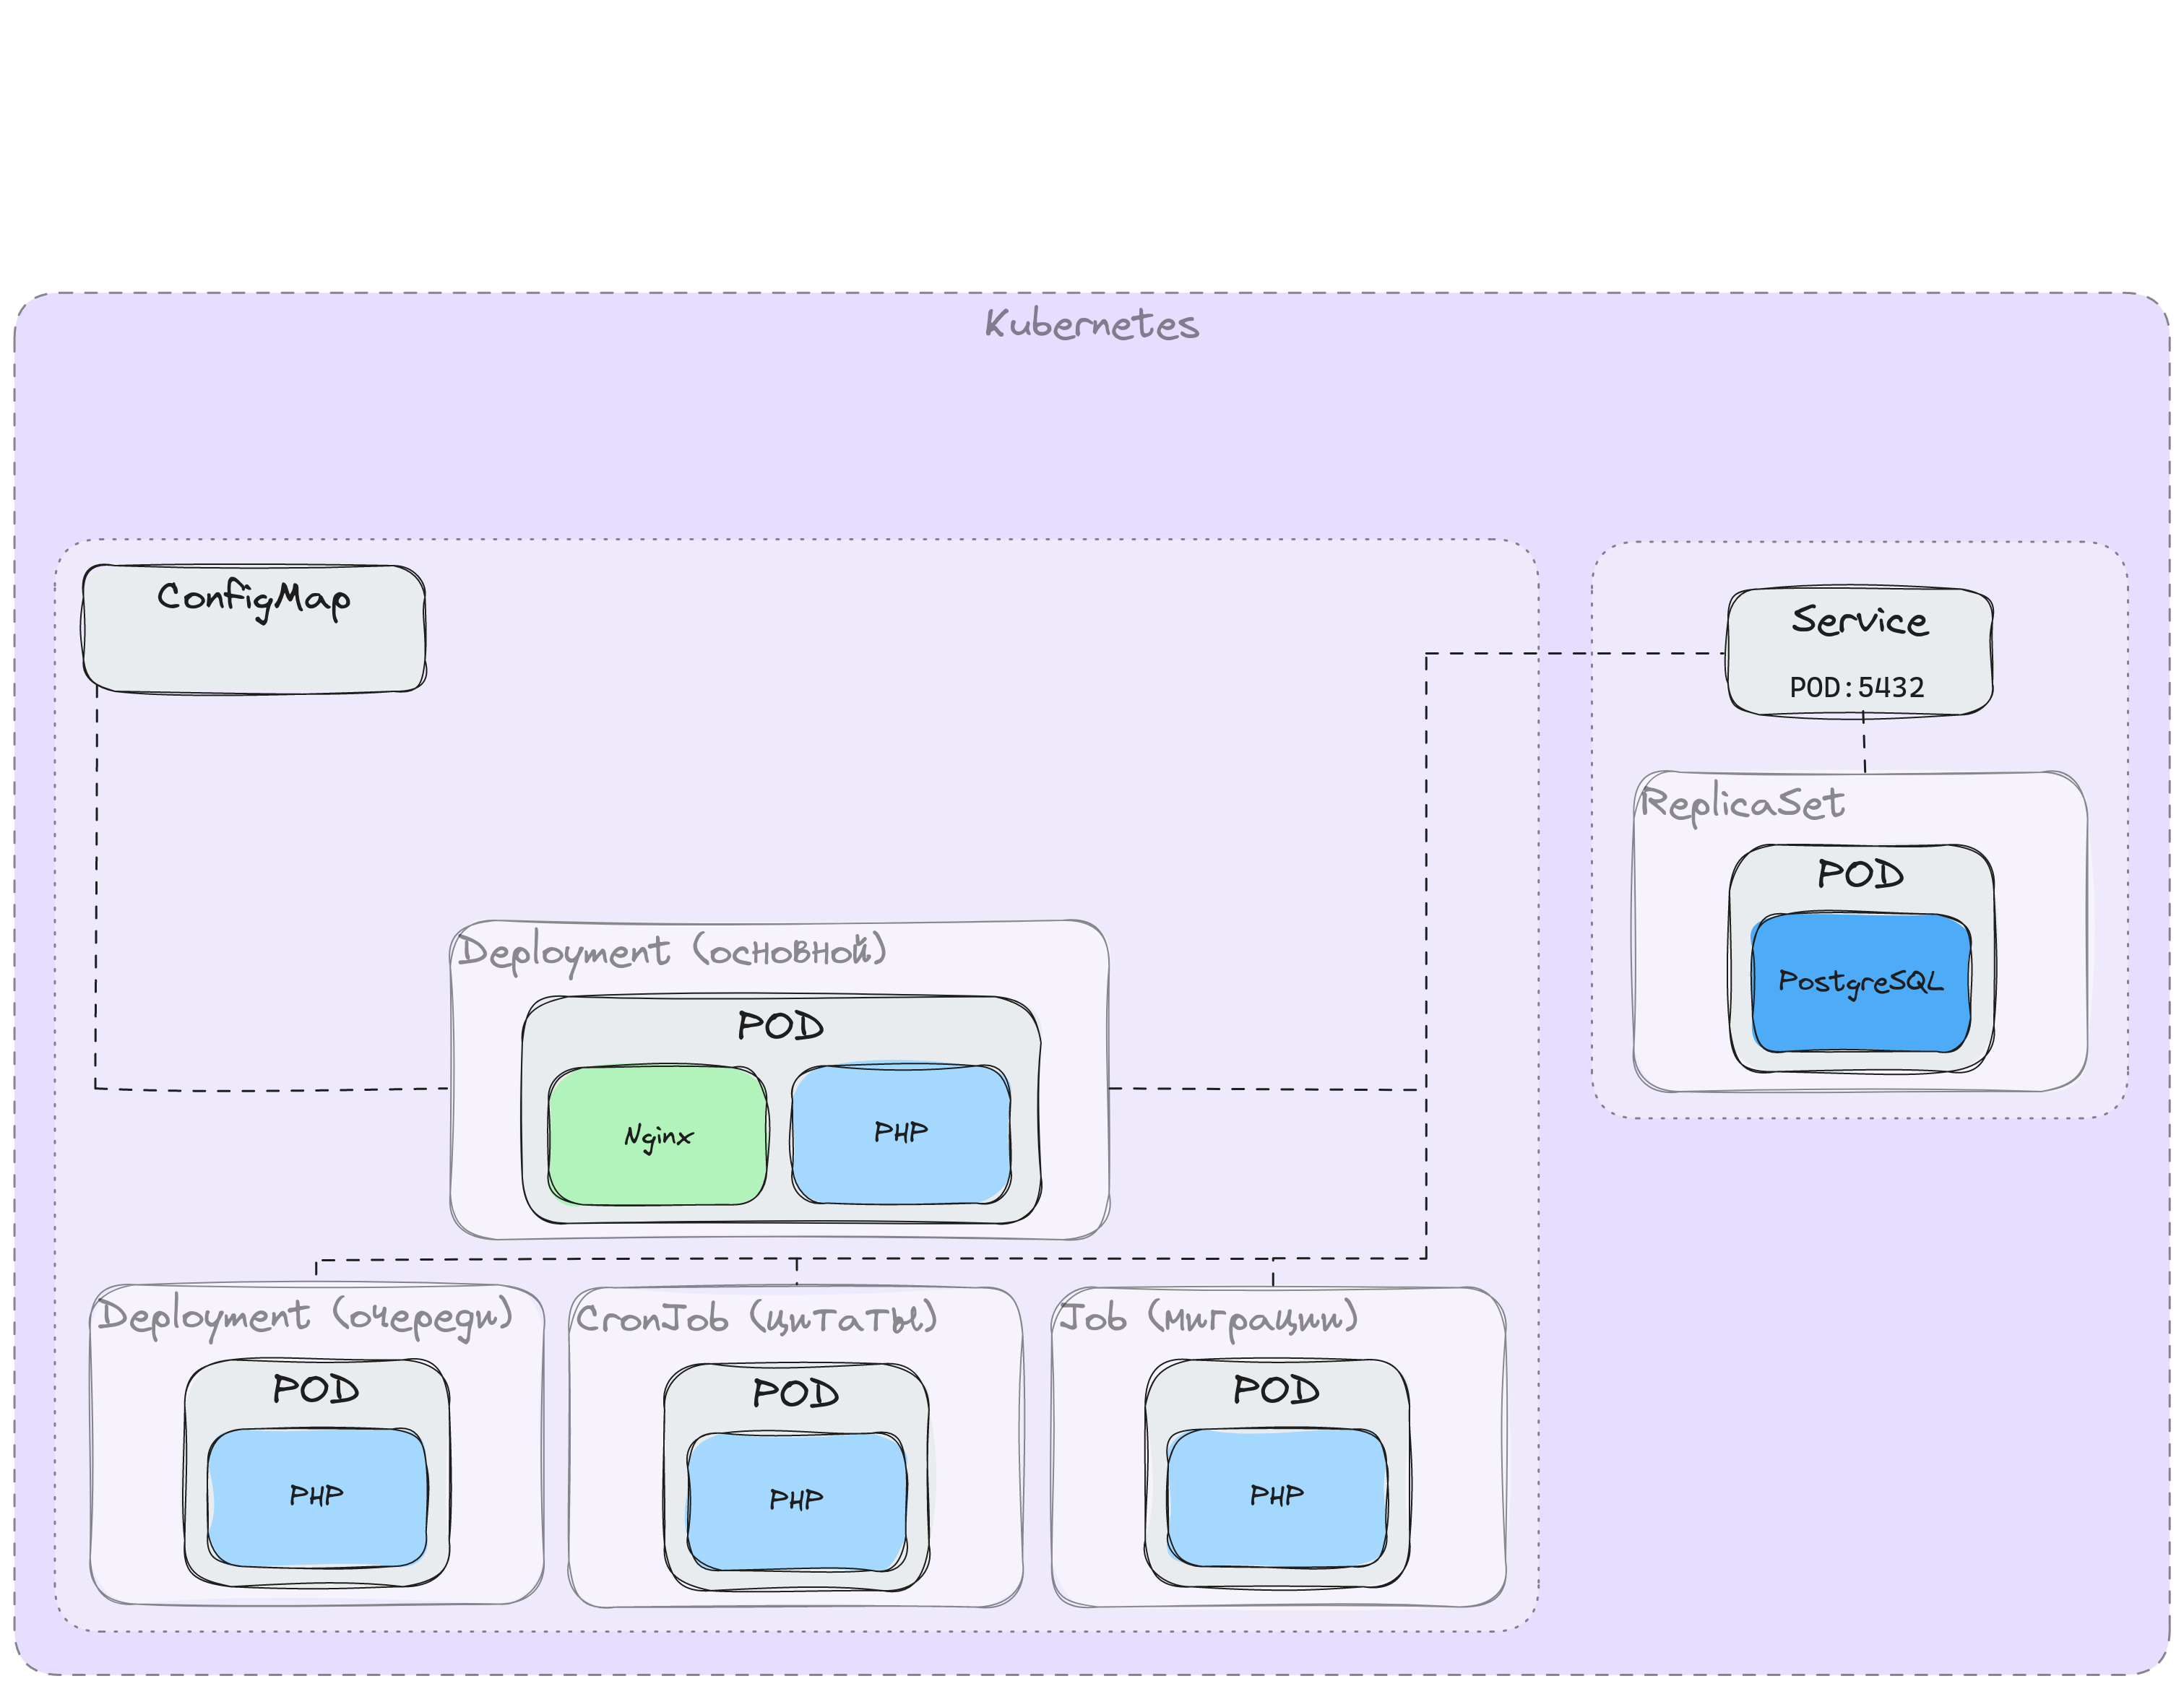 Kubernetes
ConfigMap
Service
POD:5432
ReplicaSet
POD
PostgreSQL
Deployment (основной)
POD
Nginx
PHP
Deployment (очереди)
POD
PHP
CronJob (цитаты)
POD
PHP
Job (миграции)
POD
PHP